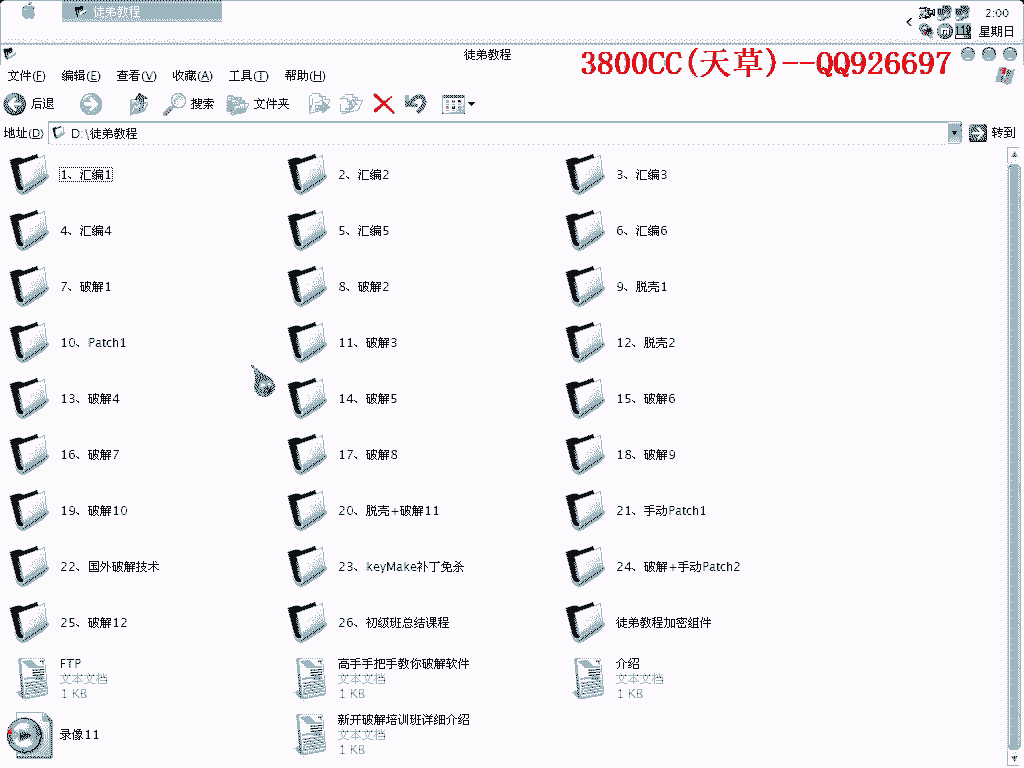 徒弟教程
2:00
星期日
徒弟教程
3800CC(天草)--QQ926697
文件(F) 编辑(E) 查看(V) 收藏(A) 工具(T) 帮助(H)
后退 搜索 文件夹
地址(D) D:\徒弟教程 转到
1、汇编1 2、汇编2 3、汇编3
4、汇编4 5、汇编5 6、汇编6
7、破解1 8、破解2 9、脱壳1
10、Patch1 11、破解3 12、脱壳2
13、破解4 14、破解5 15、破解6
16、破解7 17、破解8 18、破解9
19、破解10 20、脱壳+破解11 21、手动Patch1
22、国外破解技术 23、keyMake补丁免杀 24、破解+手动Patch2
25、破解12 26、初级班总结课程 徒弟教程加密组件
FTP 高手手把手教你破解软件 介绍
文本文档 文本文档 文本文档
1 KB 1 KB 1 KB
录像11 新开破解培训班详细介绍
文本文档
1 KB